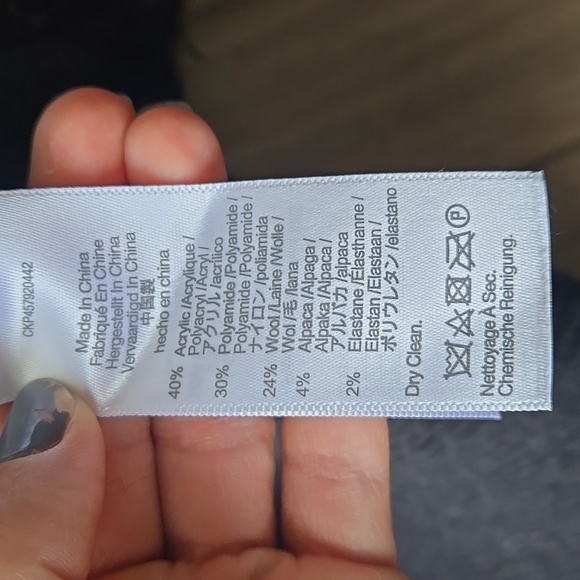 CKP457920442
Made In China
Fabriqué En Chine
Hergestellt In China
Vervaardigd In China
中国製
hecho en china
40% Acrylic /Acrylique /
Polyacryl /Acryl /
アクリル /acrílico
30% Polyamide /Polyamide /
Polyamide /Polyamide /
ナイロン /poliamida
24% Wool /Laine /Wolle /
Wol /毛 /lana
4% Alpaca /Alpaga /
Alpaka /Alpaca /
アルパカ /alpaca
2% Elastane /Elasthanne /
Elastan /Elastaan /
ポリウレタン /elastano
Dry Clean.
P
Nettoyage À Sec.
Chemische Reinigung.